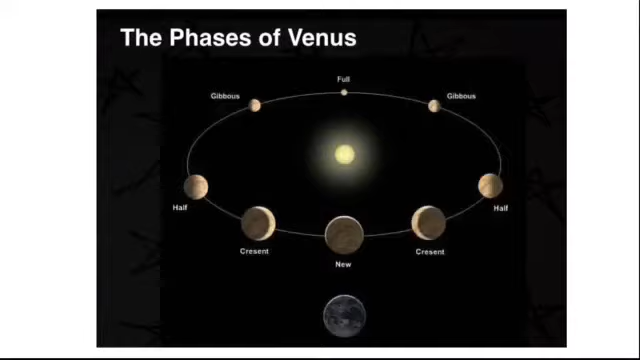 The Phases of Venus
Full
Gibbous
Gibbous
Half
Half
Cresent
Cresent
New